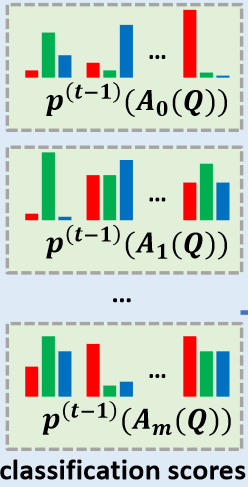 ...
p^(t−1)(A_0(Q))
...
p^(t−1)(A_1(Q))
...
...
p^(t−1)(A_m(Q))
classification scores